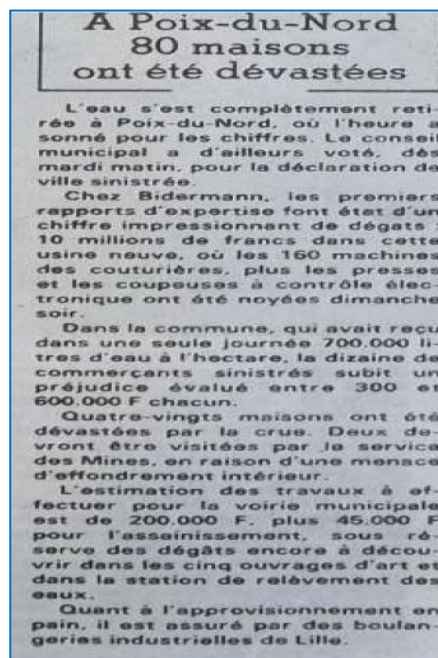 A Poix-du-Nord
80 maisons
ont été dévastées
L'eau s'est complètement reti-
rée à Poix-du-Nord, où l'heure a
sonné pour les chiffres. Le conseil
municipal a d'ailleurs voté, dès
mardi matin, pour la déclaration de
ville sinistrée.
Chez Bidermann, les premiers
rapports d'expertise font état d'un
chiffre impressionnant de dégats :
10 millions de francs dans cette
usine neuve, où les 160 machines
des couturières, plus les presses
et les coupeuses à contrôle élec-
tronique ont été noyées dimanche
soir.
Dans la commune, qui avait reçu
dans une seule journée 700.000 li-
tres d'eau à l'hectare, la dizaine de
commerçants sinistrés subit un
préjudice évalué entre 300 et
600.000 F chacun.
Quatre-vingts maisons ont été
dévastées par la crue. Deux de-
vront être visitées par le service
des Mines, en raison d'une menace
d'effondrement intérieur.
L'estimation des travaux à ef-
fectuer pour la voirie municipale
est de 200.000 F, plus 45.000 F
pour l'assainissement, sous ré-
serve des dégâts encore à décou-
vrir dans les cinq ouvrages d'art et
dans la station de relèvement des
eaux.
Quant à l'approvisionnement en
pain, il est assuré par des boulan-
geries industrielles de Lille.